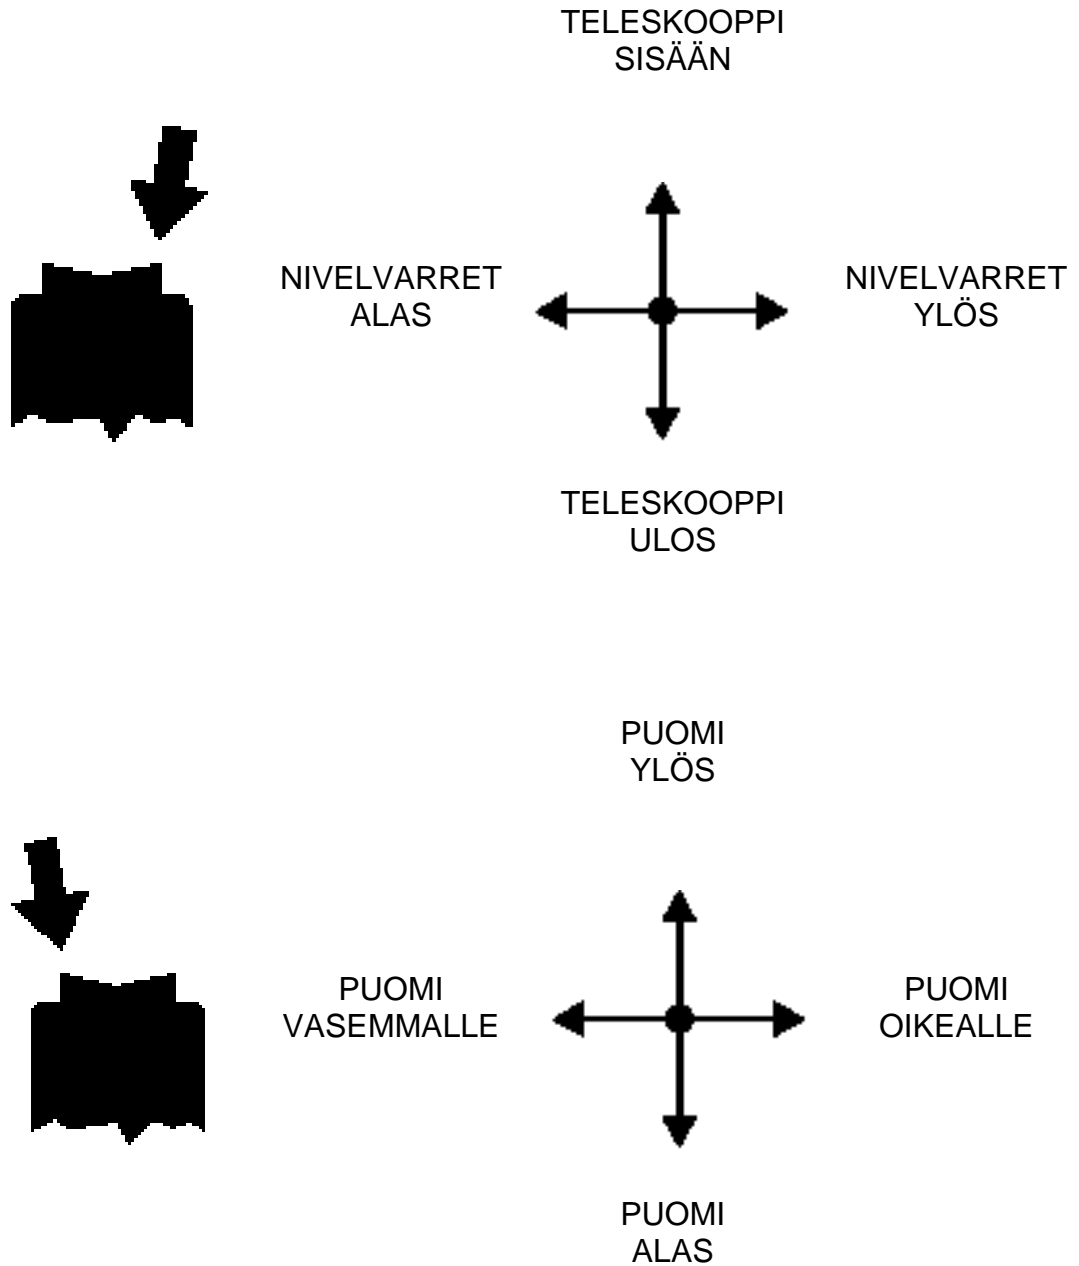 TELESKOOPPI
SISÄÄN
NIVELVARRET
ALAS
NIVELVARRET
YLÖS
TELESKOOPPI
ULOS
PUOMI
YLÖS
PUOMI
VASEMMALLE
PUOMI
OIKEALLE
PUOMI
ALAS